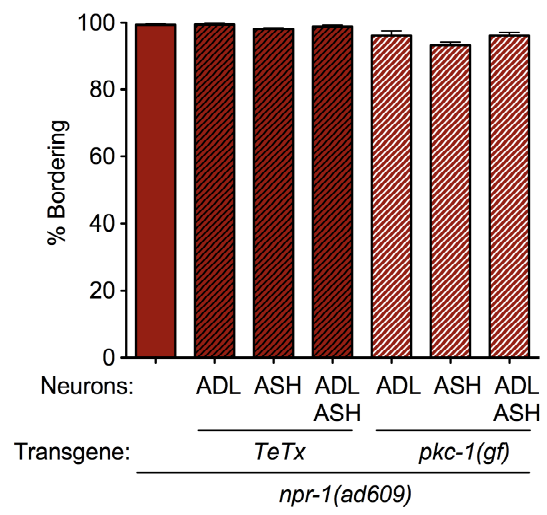 100
80
60
40
20
0
% Bordering
Neurons: ADL ASH ADL ADL ASH ADL
ASH ASH
Transgene: TeTx pkc-1(gf)
npr-1(ad609)